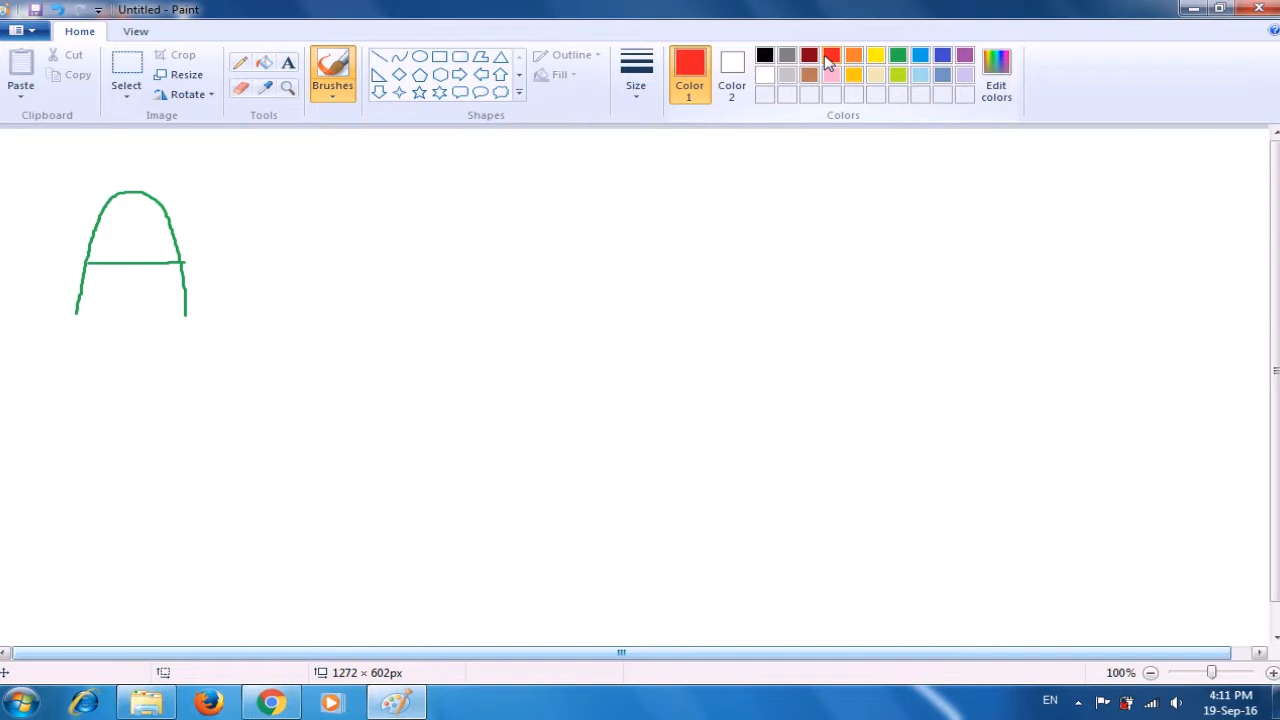 Untitled - Paint
Home View
Paste
Cut
Copy
Clipboard
Select
Crop
Resize
Rotate
Image
A
Tools
Brushes
Outline
Fill
Shapes
Size
Color 1
Color 2
Edit colors
Colors
A
1272 × 602px
100%
EN
4:11 PM
19-Sep-16